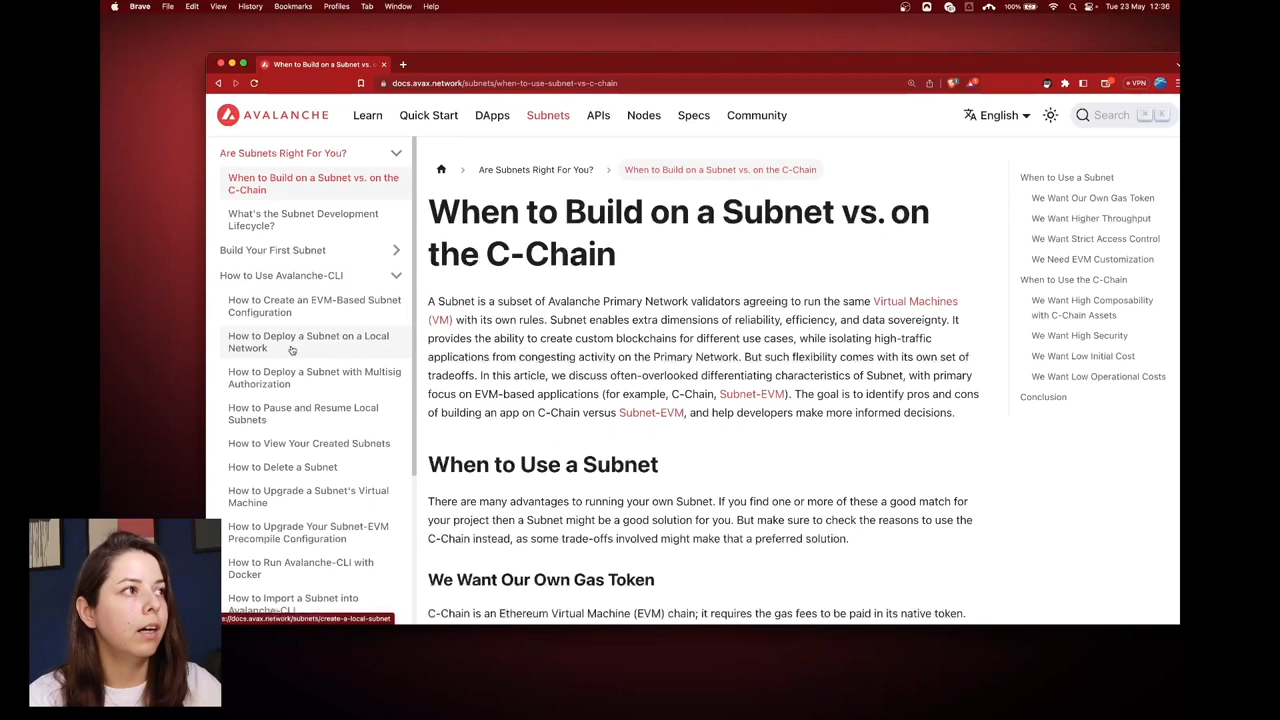 Brave File Edit View History Bookmarks Profiles Tab Window Help
100%
Tue 23 May 12:36
When to Build on a Subnet vs. c
docs.avax.network/subnets/when-to-use-subnet-vs-c-chain
VPN
AVALANCHE
Learn Quick Start DApps Subnets APIs Nodes Specs Community
English
Search
⌘ K
Are Subnets Right For You?
When to Build on a Subnet vs. on the
C-Chain
What's the Subnet Development
Lifecycle?
Build Your First Subnet
How to Use Avalanche-CLI
How to Create an EVM-Based Subnet
Configuration
How to Deploy a Subnet on a Local
Network
How to Deploy a Subnet with Multisig
Authorization
How to Pause and Resume Local
Subnets
How to View Your Created Subnets
How to Delete a Subnet
How to Upgrade a Subnet's Virtual
Machine
How to Upgrade Your Subnet-EVM
Precompile Configuration
How to Run Avalanche-CLI with
Docker
How to Import a Subnet into
Avalanche-CLI
s://docs.avax.network/subnets/create-a-local-subnet
Are Subnets Right For You?
When to Build on a Subnet vs. on the C-Chain
When to Build on a Subnet vs. on
the C-Chain
A Subnet is a subset of Avalanche Primary Network validators agreeing to run the same Virtual Machines
(VM) with its own rules. Subnet enables extra dimensions of reliability, efficiency, and data sovereignty. It
provides the ability to create custom blockchains for different use cases, while isolating high-traffic
applications from congesting activity on the Primary Network. But such flexibility comes with its own set of
tradeoffs. In this article, we discuss often-overlooked differentiating characteristics of Subnet, with primary
focus on EVM-based applications (for example, C-Chain, Subnet-EVM). The goal is to identify pros and cons
of building an app on C-Chain versus Subnet-EVM, and help developers make more informed decisions.
When to Use a Subnet
There are many advantages to running your own Subnet. If you find one or more of these a good match for
your project then a Subnet might be a good solution for you. But make sure to check the reasons to use the
C-Chain instead, as some trade-offs involved might make that a preferred solution.
We Want Our Own Gas Token
C-Chain is an Ethereum Virtual Machine (EVM) chain; it requires the gas fees to be paid in its native token.
When to Use a Subnet
We Want Our Own Gas Token
We Want Higher Throughput
We Want Strict Access Control
We Need EVM Customization
When to Use the C-Chain
We Want High Composability
with C-Chain Assets
We Want High Security
We Want Low Initial Cost
We Want Low Operational Costs
Conclusion